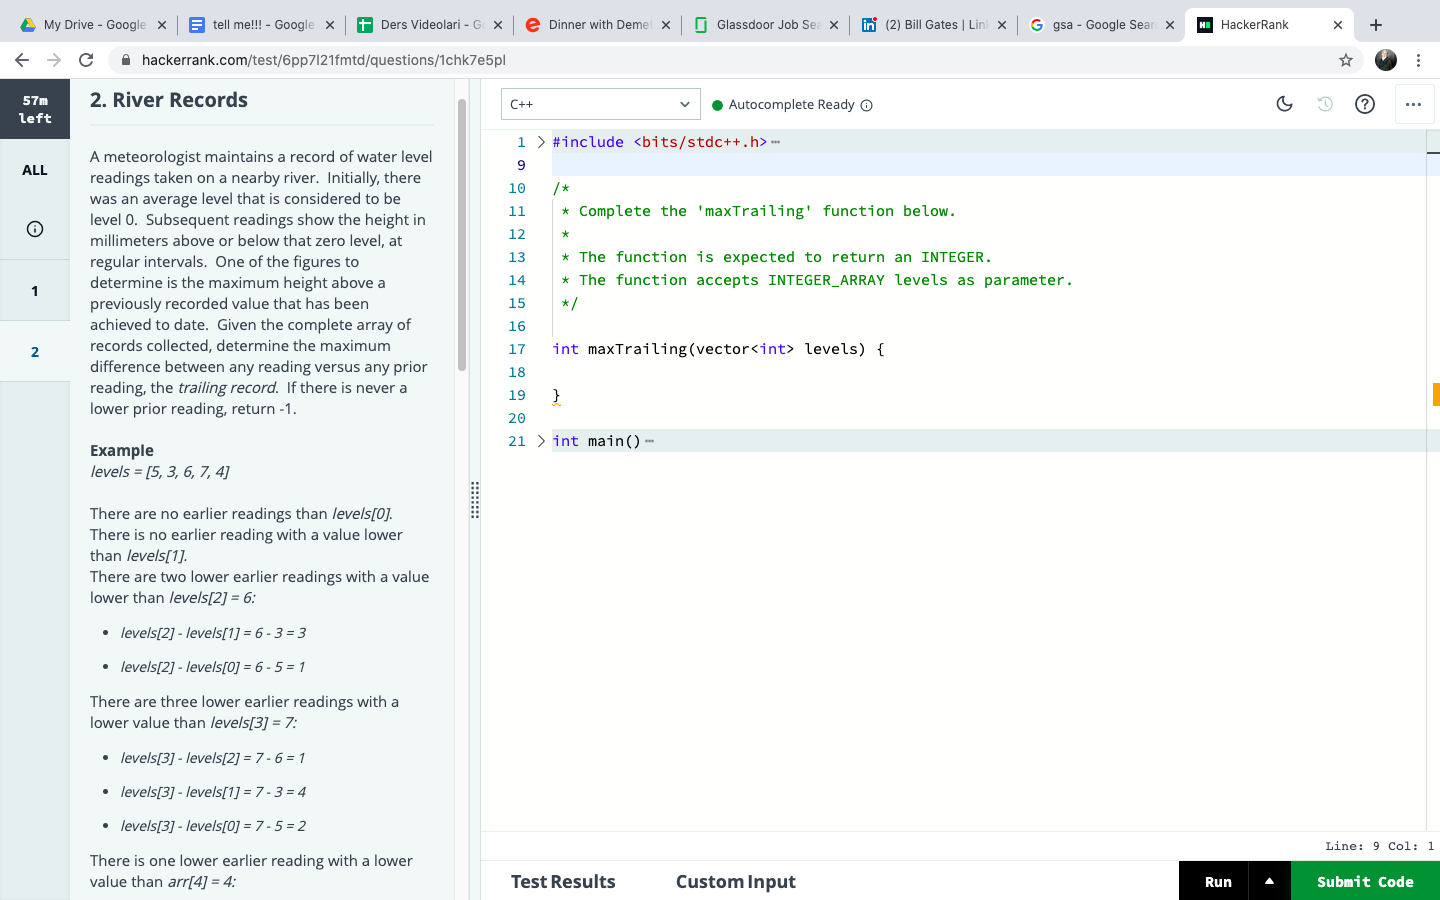 My Drive - Google
tell me!!! - Google
Ders Videolari - G
Dinner with Demet
Glassdoor Job Sea
(2) Bill Gates | Lin
gsa - Google Sear
HackerRank
hackerrank.com/test/6pp7l21fmtd/questions/1chk7e5pl
57m
left
ALL
1
2
2. River Records
A meteorologist maintains a record of water level
readings taken on a nearby river. Initially, there
was an average level that is considered to be
level 0. Subsequent readings show the height in
millimeters above or below that zero level, at
regular intervals. One of the figures to
determine is the maximum height above a
previously recorded value that has been
achieved to date. Given the complete array of
records collected, determine the maximum
difference between any reading versus any prior
reading, the trailing record. If there is never a
lower prior reading, return -1.
Example
levels = [5, 3, 6, 7, 4]
There are no earlier readings than levels[0].
There is no earlier reading with a value lower
than levels[1].
There are two lower earlier readings with a value
lower than levels[2] = 6:
• levels[2] - levels[1] = 6 - 3 = 3
• levels[2] - levels[0] = 6 - 5 = 1
There are three lower earlier readings with a
lower value than levels[3] = 7:
• levels[3] - levels[2] = 7 - 6 = 1
• levels[3] - levels[1] = 7 - 3 = 4
• levels[3] - levels[0] = 7 - 5 = 2
There is one lower earlier reading with a lower
value than arr[4] = 4:
C++
Autocomplete Ready
1 #include <bits/stdc++.h>
9
10 /*
11 * Complete the 'maxTrailing' function below.
12 *
13 * The function is expected to return an INTEGER.
14 * The function accepts INTEGER_ARRAY levels as parameter.
15 */
16
17 int maxTrailing(vector<int> levels) {
18
19 }
20
21 int main()
Line: 9 Col: 1
Test Results
Custom Input
Run
Submit Code